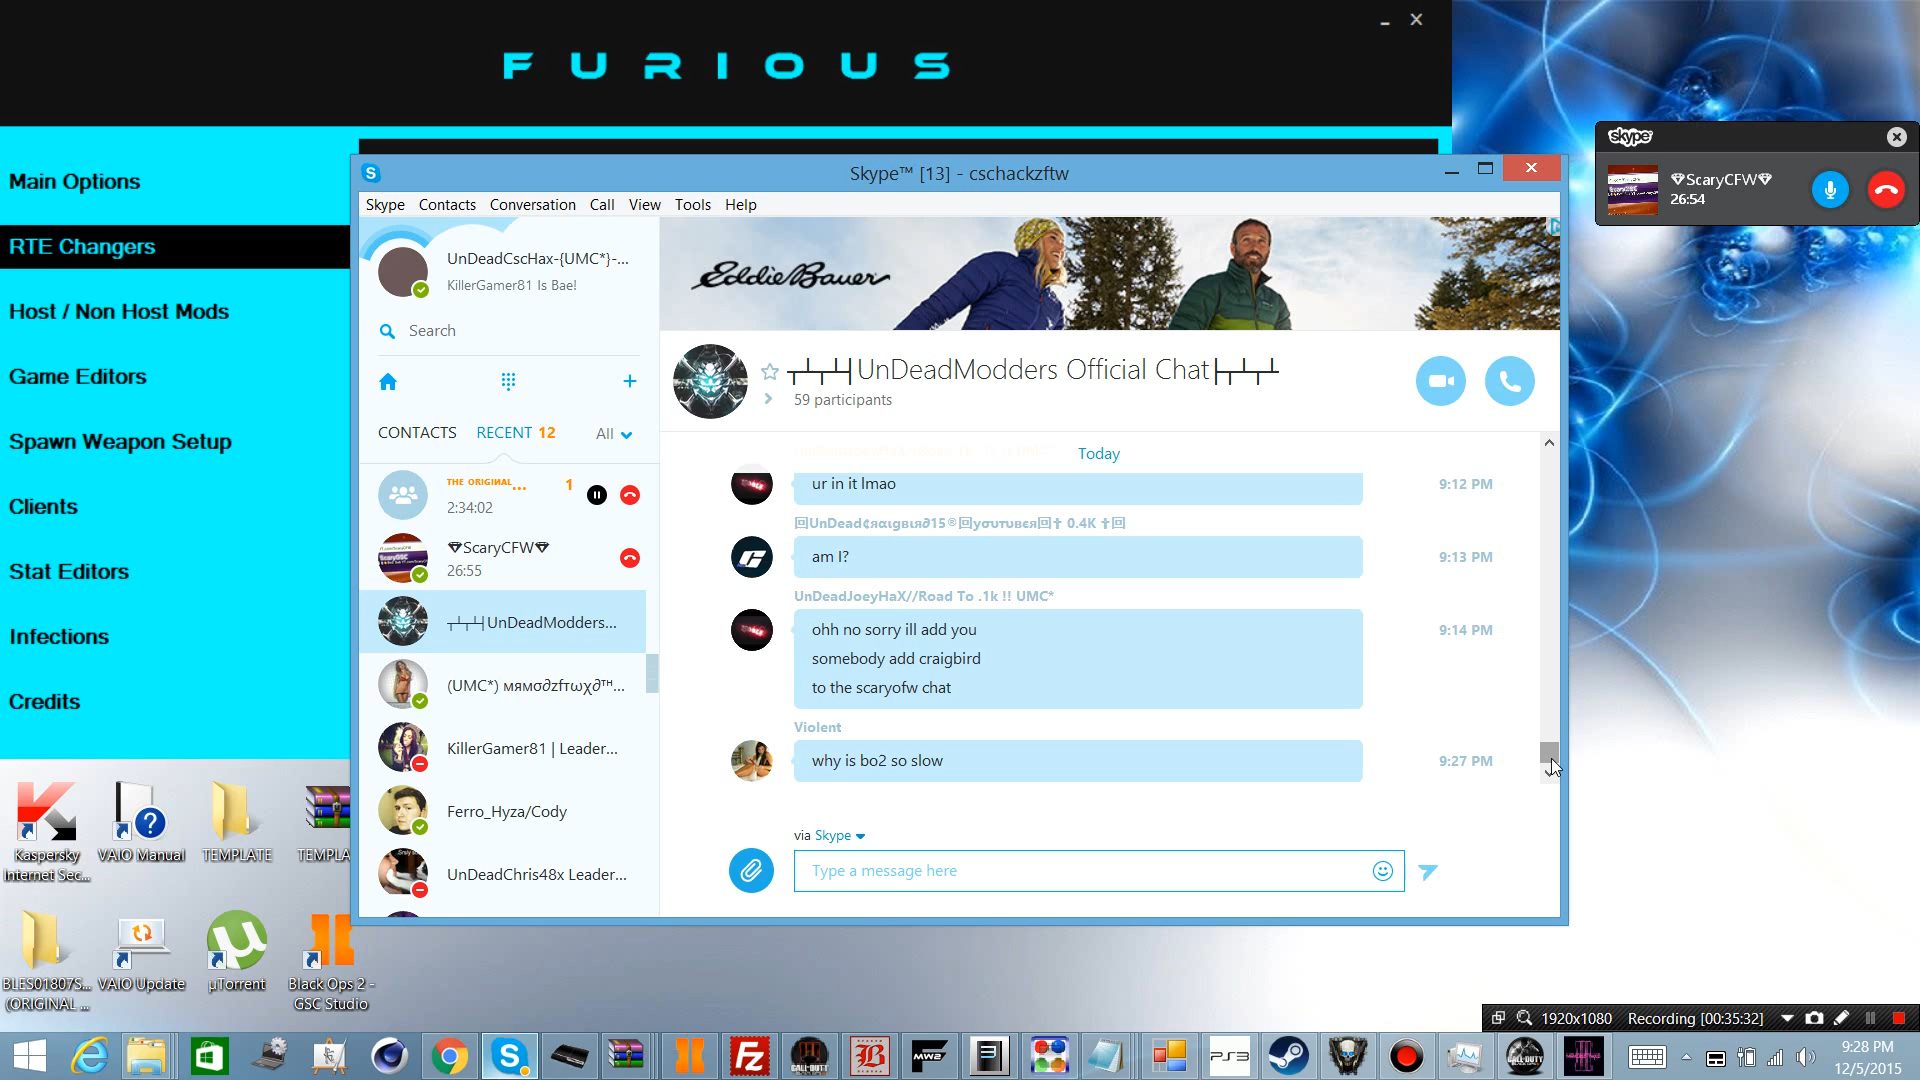 FURIOUS
Main Options
RTE Changers
Host / Non Host Mods
Game Editors
Spawn Weapon Setup
Clients
Stat Editors
Infections
Credits
Skype™ [13] - cschackzftw
Skype Contacts Conversation Call View Tools Help
UnDeadCscHax-{UMC*}-...
KillerGamer81 Is Bae!
Search
CONTACTS RECENT 12 All
THE ORIGINAL... 1
2:34:02
ScaryCFW
26:55
UnDeadModders...
KillerGamer81 | Leader...
Ferro_Hyza/Cody
UnDeadChris48x Leader...
Eddie Bauer
┬┴┬┴┤UnDeadModders Official Chat├┬┴┬┴
59 participants
Today
ur in it lmao
9:12 PM
am I?
9:13 PM
UnDeadJoeyHaX//Road To .1k !! UMC*
ohh no sorry ill add you
9:14 PM
somebody add craigbird
to the scaryofw chat
Violent
why is bo2 so slow
9:27 PM
via Skype
Type a message here
skype
ScaryCFW
26:54
Kaspersky
Internet Sec...
VAIO Manual
TEMPLATE
TEMPLA
BLES01807S...
(ORIGINAL ...
VAIO Update
µTorrent
Black Ops 2 -
GSC Studio
1920x1080 Recording [00:35:32]
MW2
PS3
9:28 PM
12/5/2015